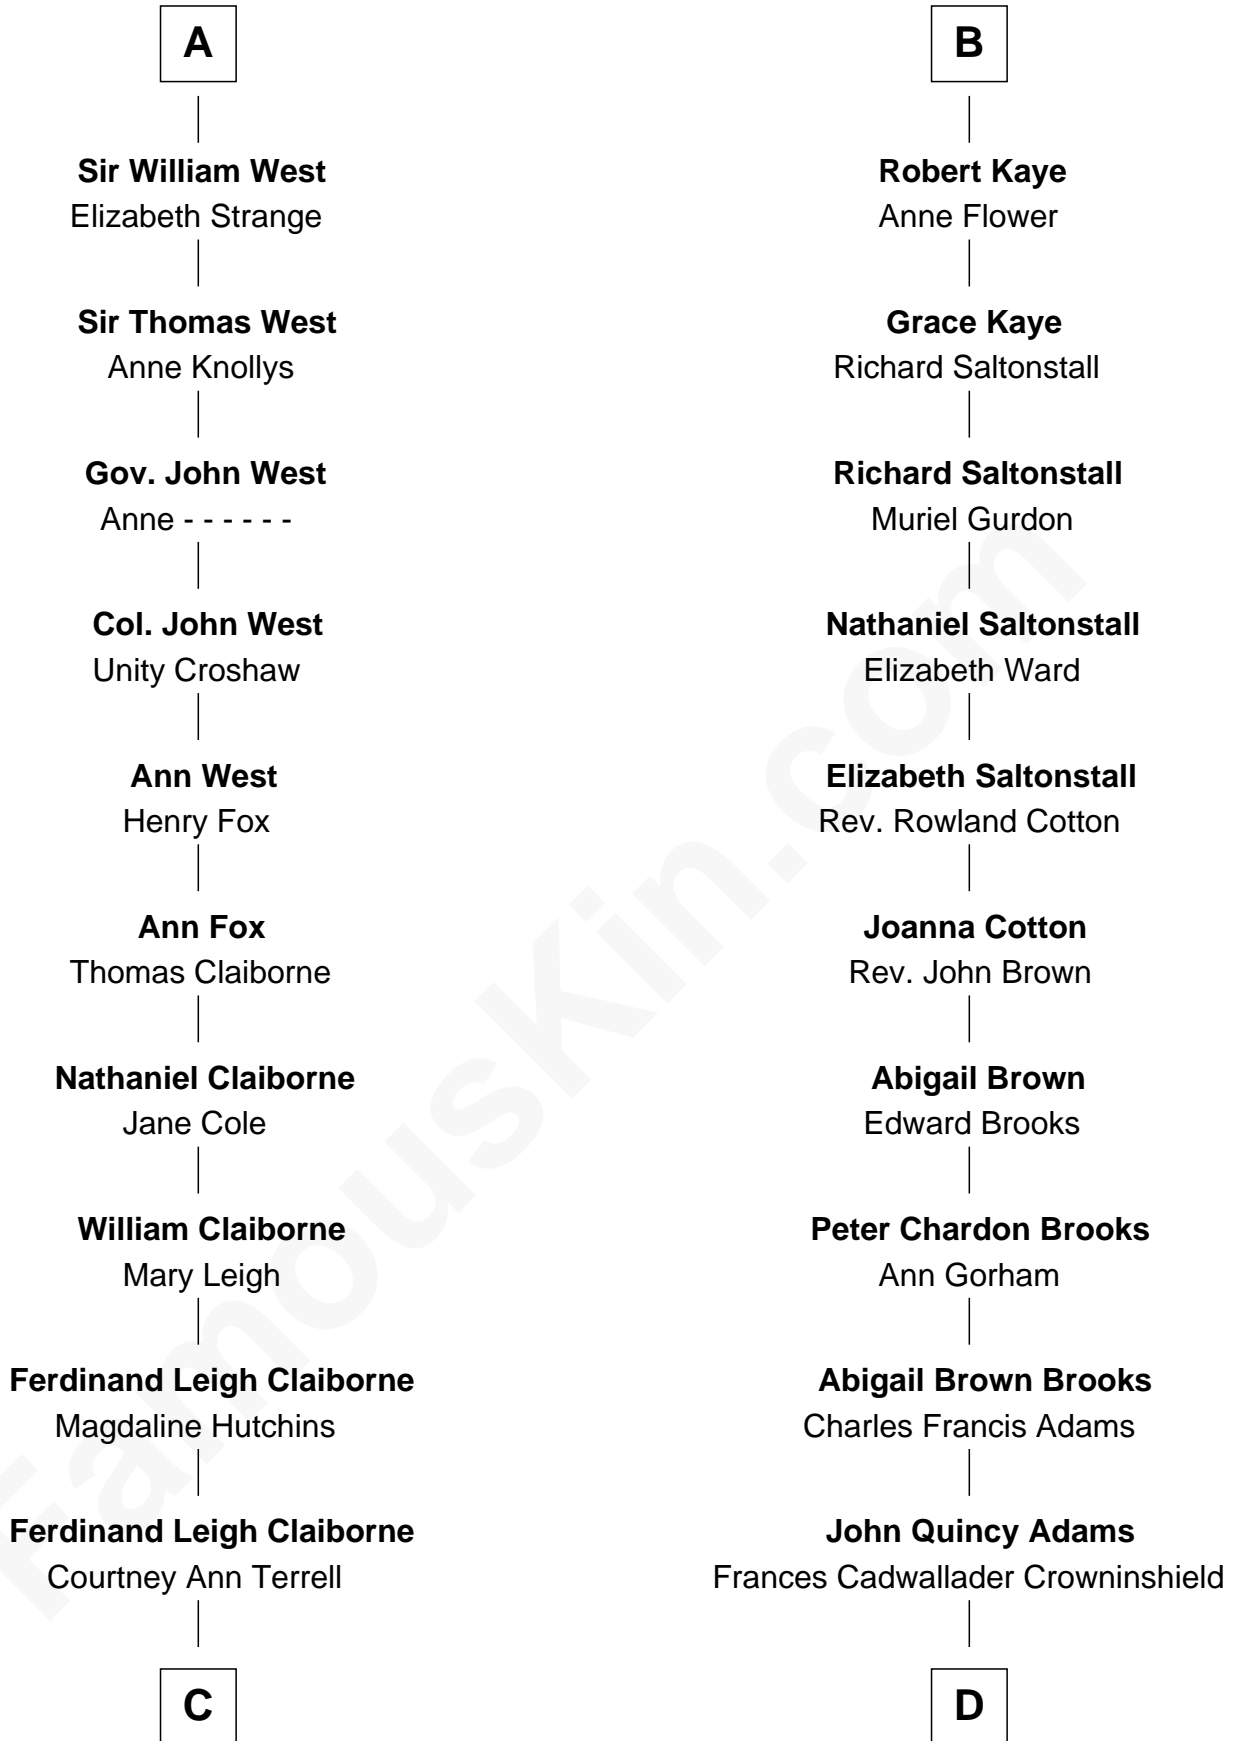 A
Sir William West
Elizabeth Strange
Sir Thomas West
Anne Knollys
Gov. John West
Anne - - - - - -
Col. John West
Unity Croshaw
Ann West
Henry Fox
Ann Fox
Thomas Claiborne
Nathaniel Claiborne
Jane Cole
William Claiborne
Mary Leigh
Ferdinand Leigh Claiborne
Magdaline Hutchins
Ferdinand Leigh Claiborne
Courtney Ann Terrell
C
B
Robert Kaye
Anne Flower
Grace Kaye
Richard Saltonstall
Richard Saltonstall
Muriel Gurdon
Nathaniel Saltonstall
Elizabeth Ward
Elizabeth Saltonstall
Rev. Rowland Cotton
Joanna Cotton
Rev. John Brown
Abigail Brown
Edward Brooks
Peter Chardon Brooks
Ann Gorham
Abigail Brown Brooks
Charles Francis Adams
John Quincy Adams
Frances Cadwallader Crowninshield
D
FamousKin.com